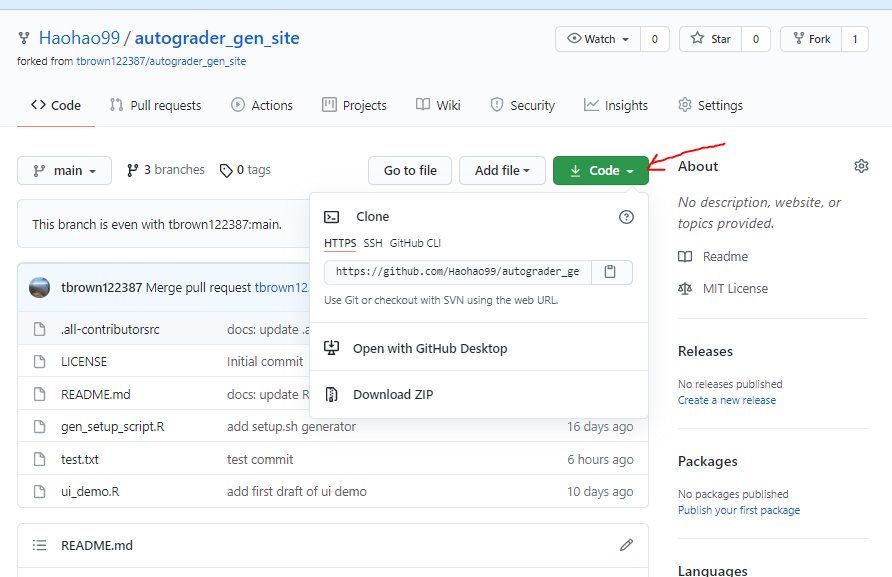 Haohao99 / autograder_gen_site
Watch 0
Star 0
Fork 1
forked from tbrown122387/autograder_gen_site
Code Pull requests Actions Projects Wiki Security Insights Settings
main 3 branches 0 tags Go to file Add file Code
About
No description, website, or
topics provided.
Readme
MIT License
Releases
No releases published
Create a new release
Packages
No packages published
Publish your first package
Languages
This branch is even with tbrown122387:main.
Clone
HTTPS SSH GitHub CLI
https://github.com/Haohao99/autograder_ge
Use Git or checkout with SVN using the web URL.
Open with GitHub Desktop
Download ZIP
tbrown122387 Merge pull request tbrown12
.all-contributorsrc docs: update .a
LICENSE Initial commit
README.md docs: update R
gen_setup_script.R add setup.sh generator 16 days ago
test.txt test commit 6 hours ago
ui_demo.R add first draft of ui demo 10 days ago
README.md